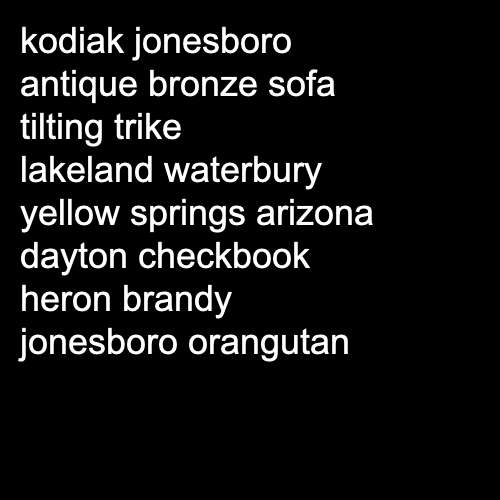 kodiak jonesboro
antique bronze sofa
tilting trike
lakeland waterbury
yellow springs arizona
dayton checkbook
heron brandy
jonesboro orangutan